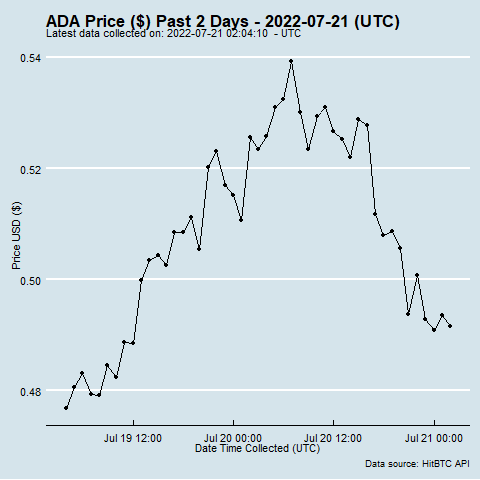 ADA Price ($) Past 2 Days - 2022-07-21 (UTC)
Latest data collected on: 2022-07-21 02:04:10 - UTC
0.54
0.52
0.50
0.48
Price USD ($)
Jul 19 12:00
Jul 20 00:00
Jul 20 12:00
Jul 21 00:00
Date Time Collected (UTC)
Data source: HitBTC API